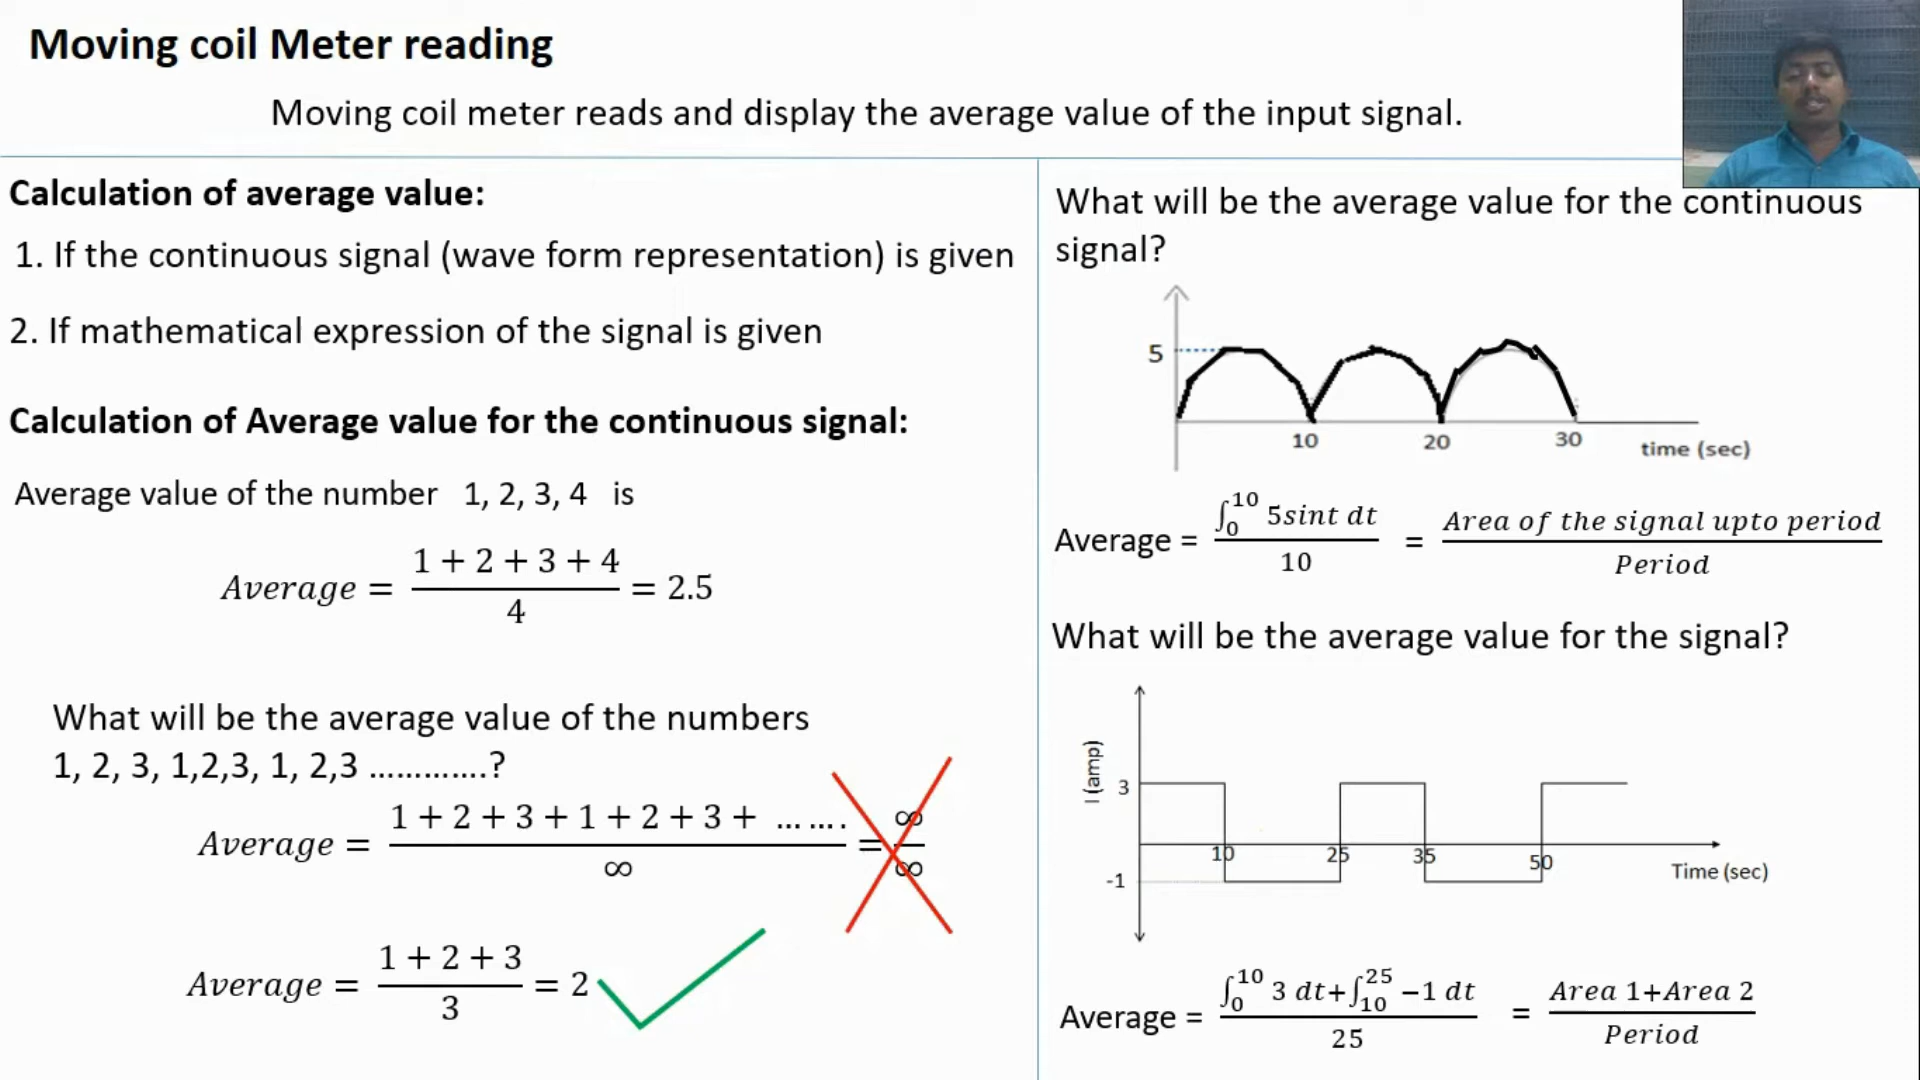 Moving coil Meter reading
Moving coil meter reads and display the average value of the input signal.
Calculation of average value:
1. If the continuous signal (wave form representation) is given
2. If mathematical expression of the signal is given
Calculation of Average value for the continuous signal:
Average value of the number 1, 2, 3, 4 is
Average = (1 + 2 + 3 + 4)/4 = 2.5
What will be the average value of the numbers
1, 2, 3, 1,2,3, 1, 2,3 .............?
Average = (1 + 2 + 3 + 1 + 2 + 3 + ... ... .)/∞ = ∞/∞
Average = (1 + 2 + 3)/3 = 2
What will be the average value for the continuous
signal?
5
10 20 30 time (sec)
Average = ∫₀¹⁰ 5sint dt / 10 = Area of the signal upto period / Period
What will be the average value for the signal?
I (amp)
3
10 25 35 50
-1
Time (sec)
Average = (∫₀¹⁰ 3 dt+∫₁₀²⁵ −1 dt)/25 = (Area 1+Area 2)/Period